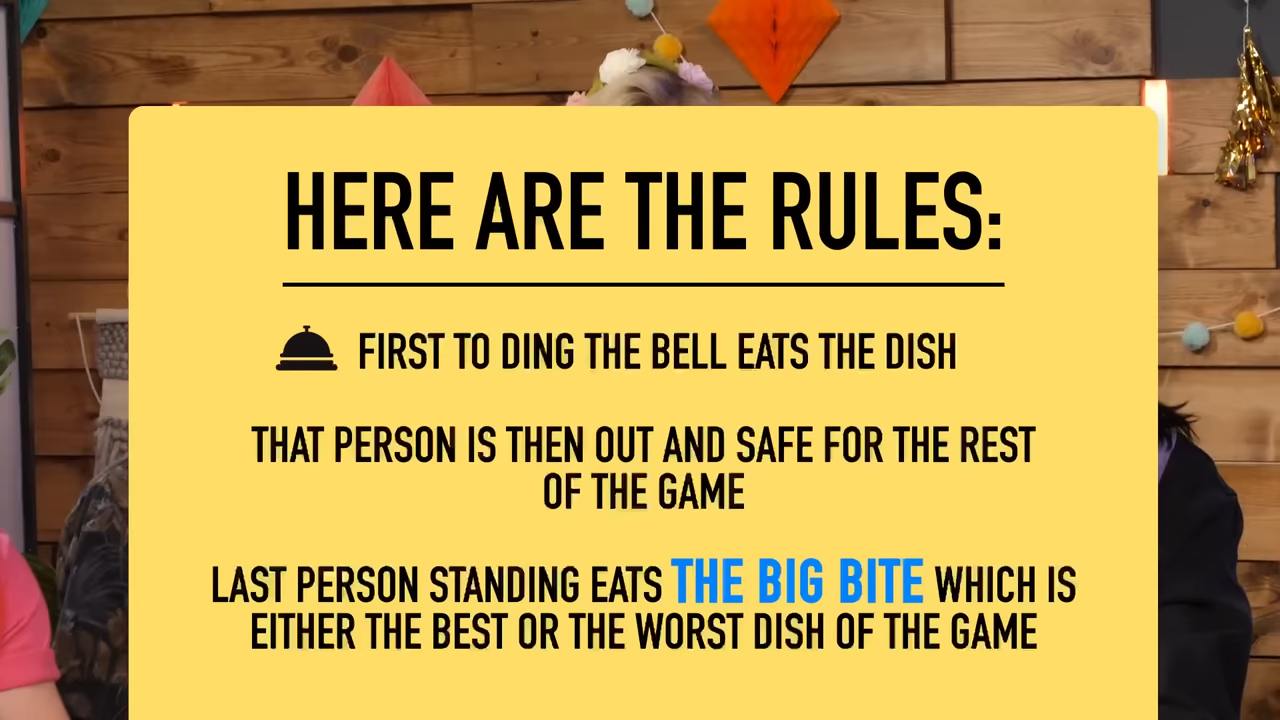 HERE ARE THE RULES:
FIRST TO DING THE BELL EATS THE DISH
THAT PERSON IS THEN OUT AND SAFE FOR THE REST
OF THE GAME
LAST PERSON STANDING EATS THE BIG BITE WHICH IS
EITHER THE BEST OR THE WORST DISH OF THE GAME